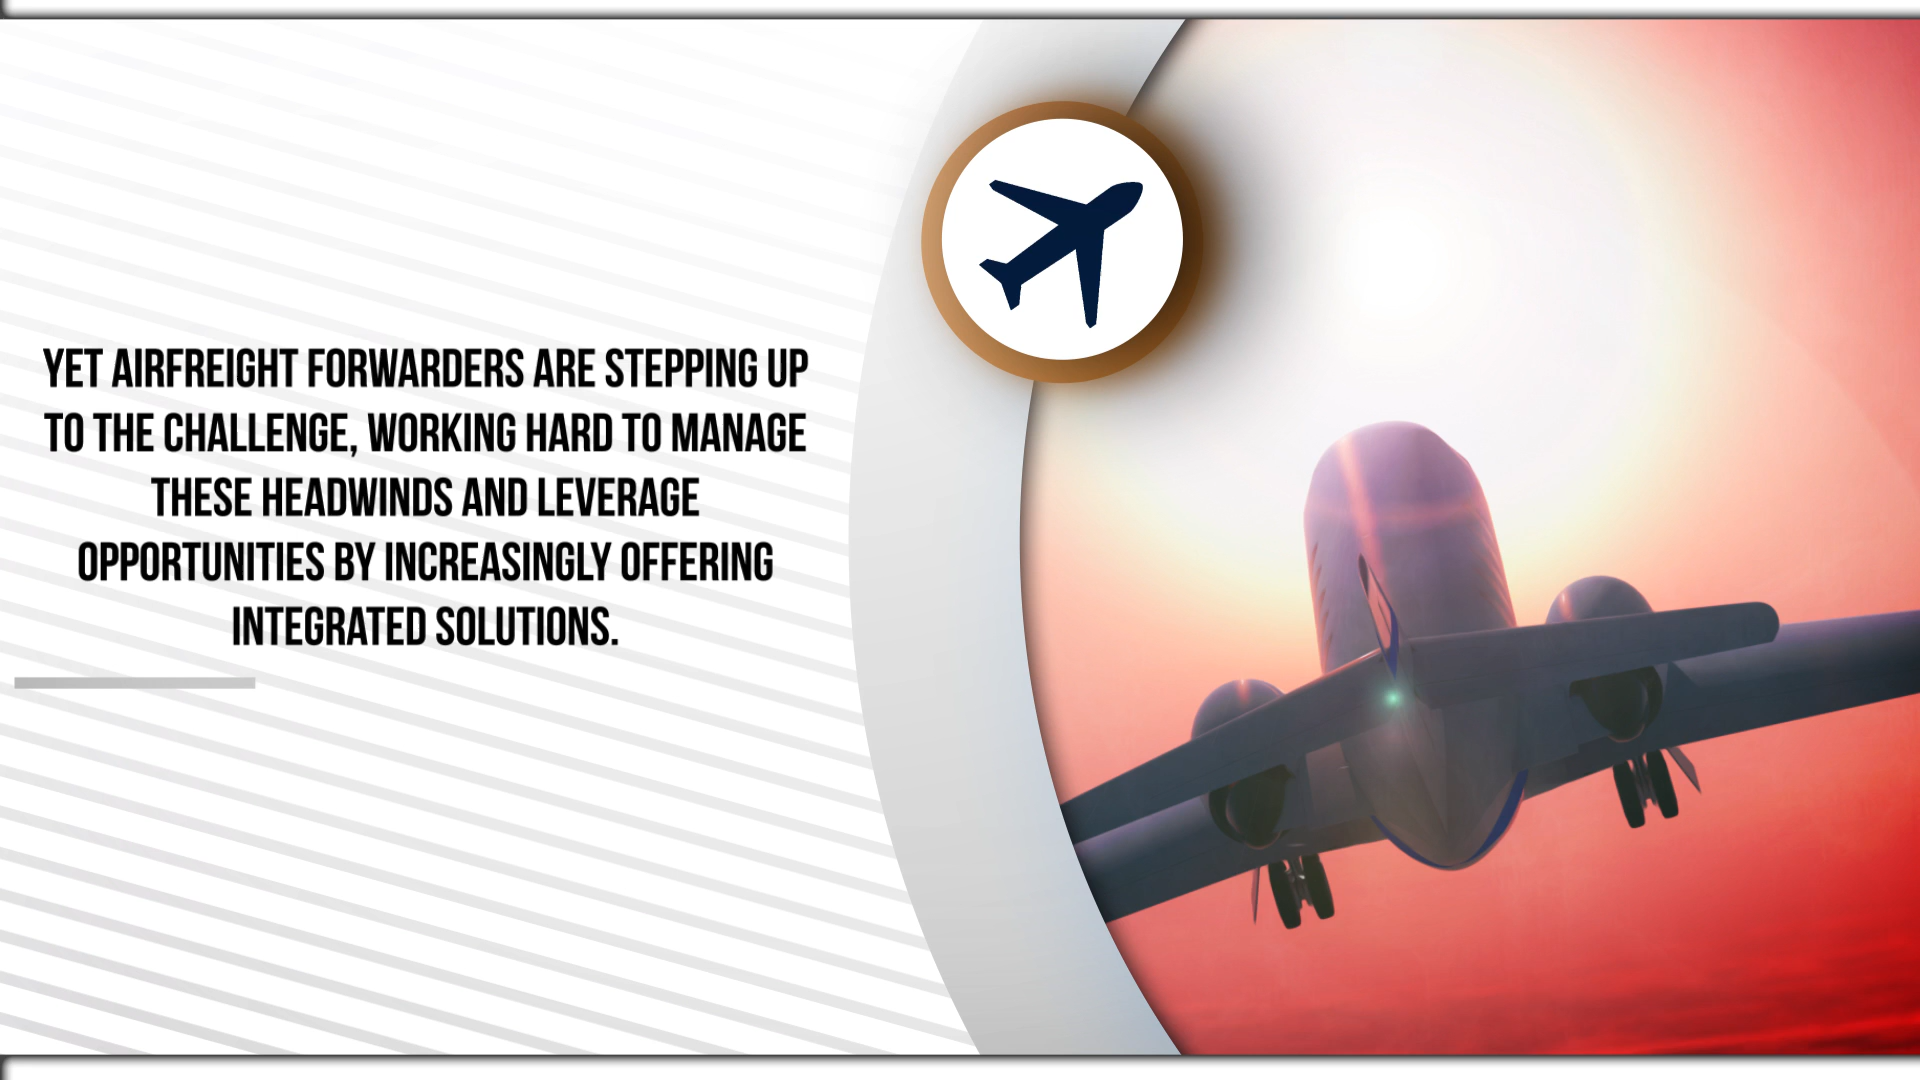 YET AIRFREIGHT FORWARDERS ARE STEPPING UP
TO THE CHALLENGE, WORKING HARD TO MANAGE
THESE HEADWINDS AND LEVERAGE
OPPORTUNITIES BY INCREASINGLY OFFERING
INTEGRATED SOLUTIONS.